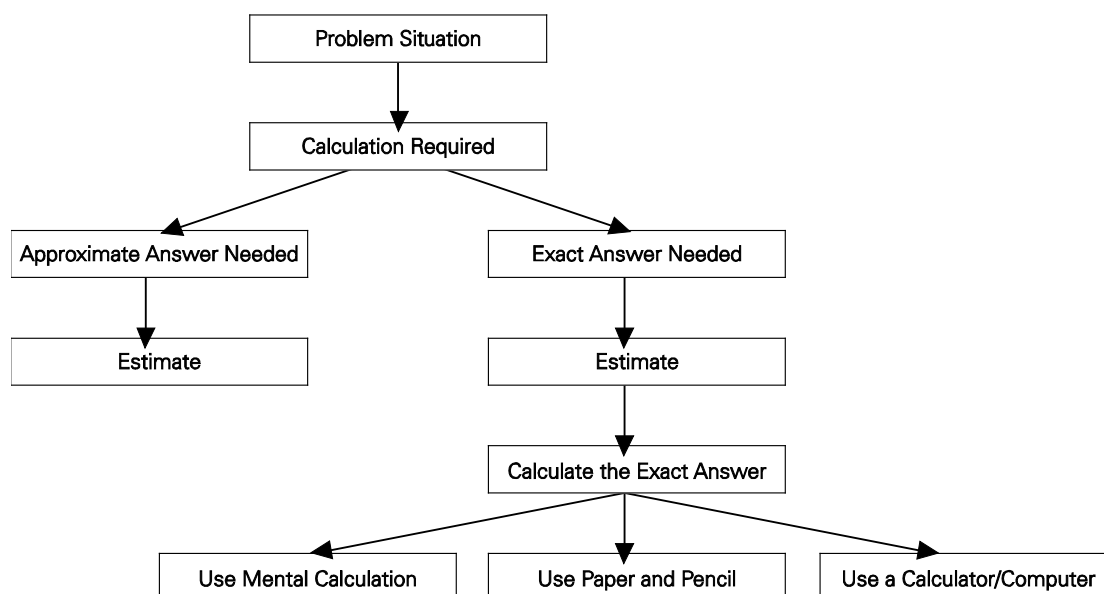 Problem Situation
Calculation Required
Approximate Answer Needed
Exact Answer Needed
Estimate
Estimate
Calculate the Exact Answer
Use Mental Calculation
Use Paper and Pencil
Use a Calculator/Computer